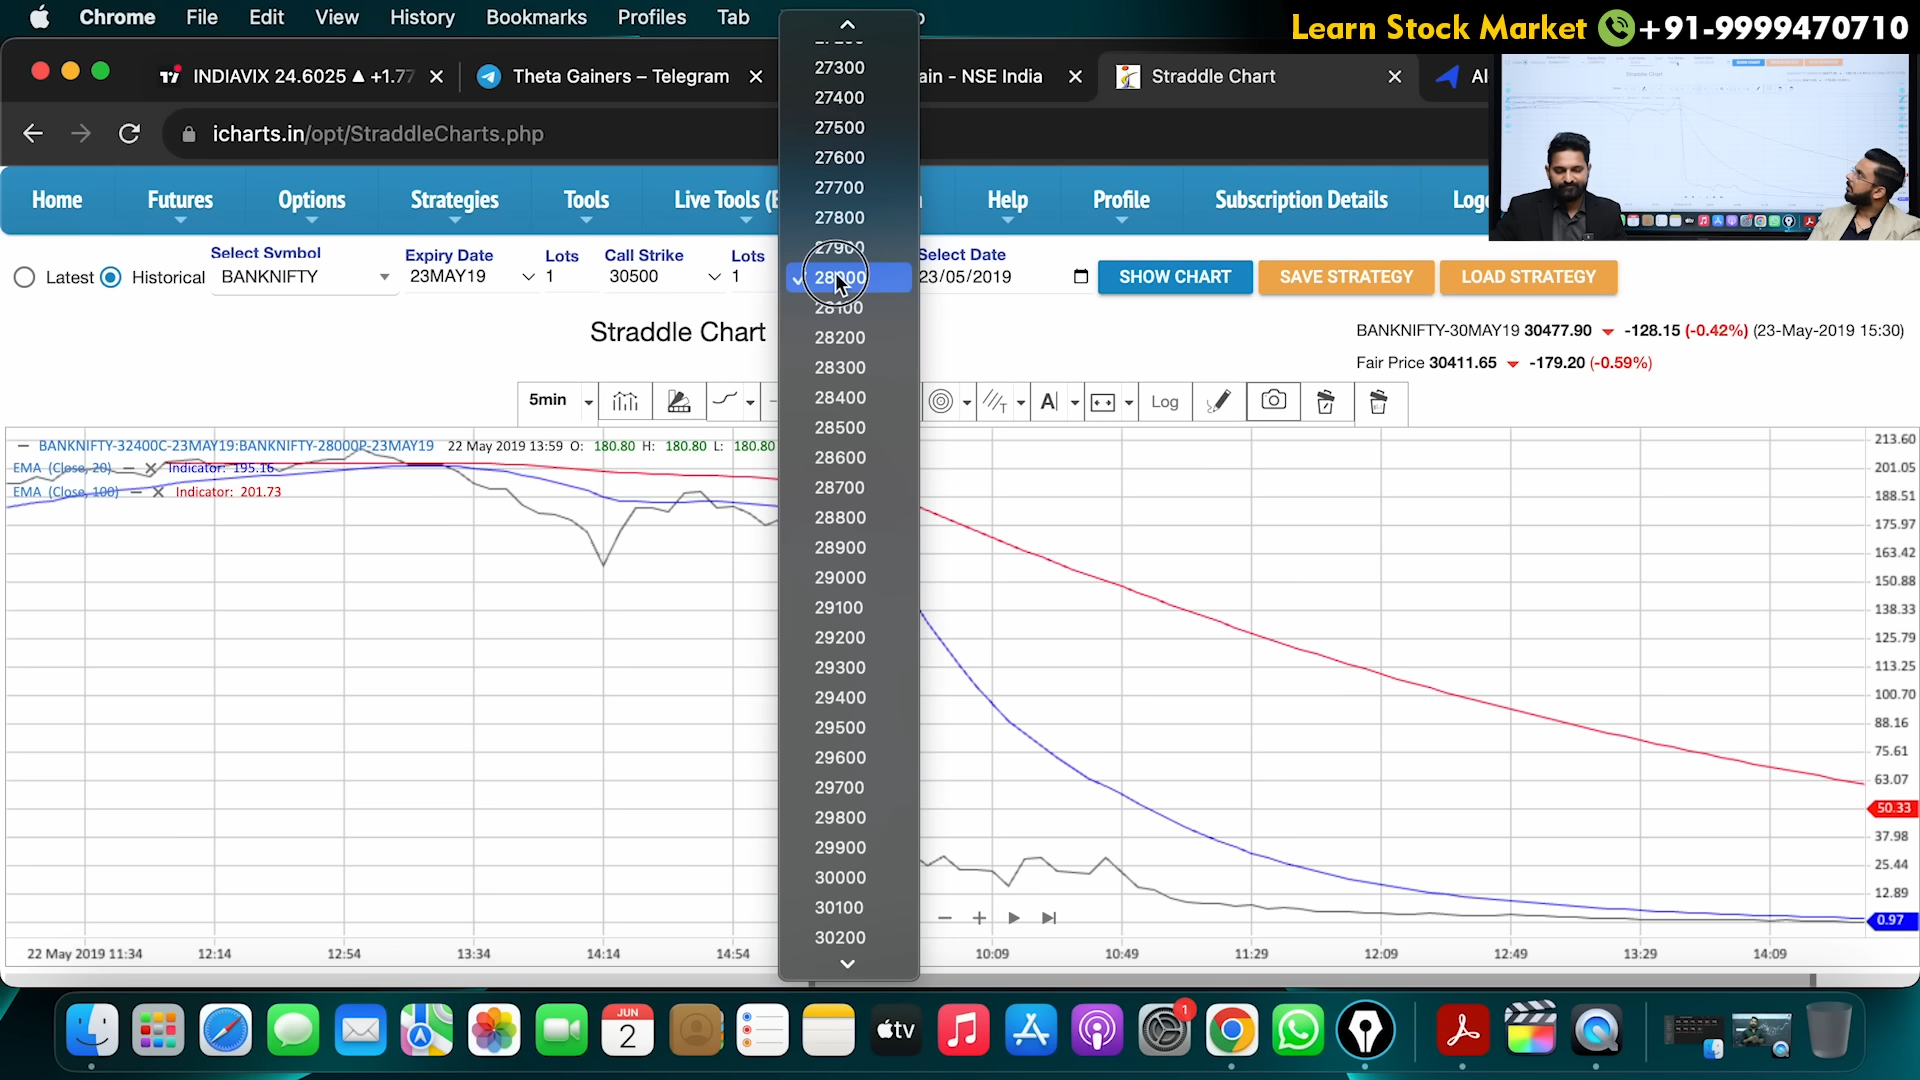 Chrome File Edit View History Bookmarks Profiles Tab
Learn Stock Market +91-9999470710
INDIAVIX 24.6025 ▲ +1.77
Theta Gainers – Telegram
ain - NSE India
Straddle Chart
icharts.in/opt/StraddleCharts.php
Home Futures Options Strategies Tools Live Tools Help Profile Subscription Details
Latest Historical
Select Symbol
BANKNIFTY
Expiry Date
23MAY19
Lots
1
Call Strike
30500
Lots
1
Select Date
23/05/2019
SHOW CHART SAVE STRATEGY LOAD STRATEGY
27300
27400
27500
27600
27700
27800
27900
28000
28100
28200
28300
28400
28500
28600
28700
28800
28900
29000
29100
29200
29300
29400
29500
29600
29700
29800
29900
30000
30100
30200
Straddle Chart
BANKNIFTY-30MAY19 30477.90 -128.15 (-0.42%) (23-May-2019 15:30)
Fair Price 30411.65 -179.20 (-0.59%)
5min
A
Log
BANKNIFTY-32400C-23MAY19:BANKNIFTY-28000P-23MAY19 22 May 2019 13:59 O: 180.80 H: 180.80 L: 180.80
EMA (Close, 20) Indicator: 195.16
EMA (Close, 100) Indicator: 201.73
213.60
201.05
188.51
175.97
163.42
150.88
138.33
125.79
113.25
100.70
88.16
75.61
63.07
50.33
37.98
25.44
12.89
0.97
22 May 2019 11:34 12:14 12:54 13:34 14:14 14:54 10:09 10:49 11:29 12:09 12:49 13:29 14:09
JUN
2
tv
1